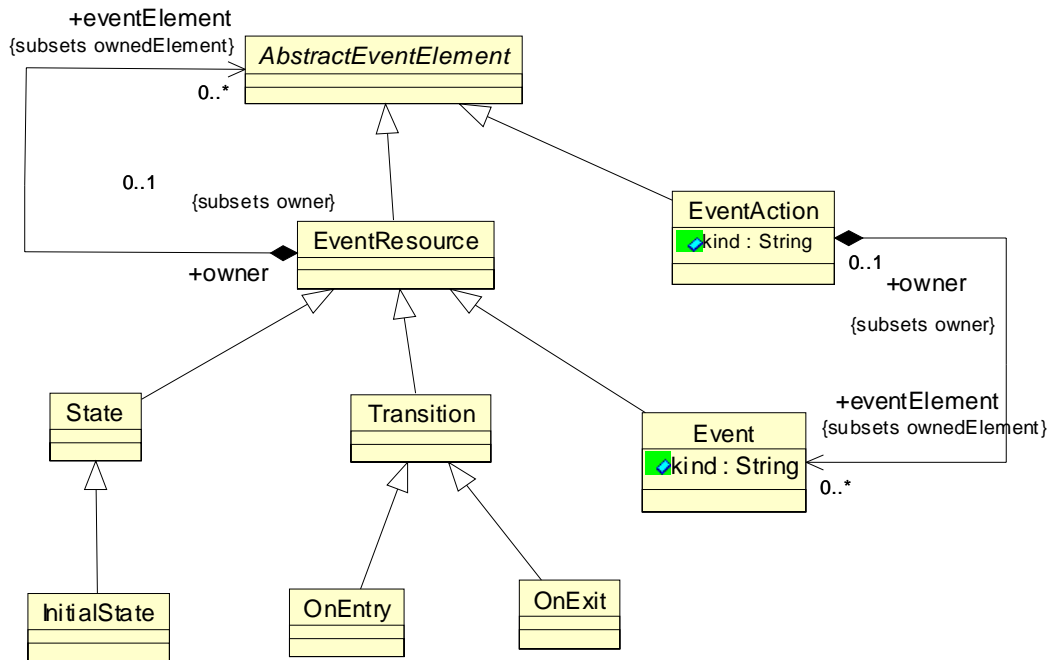 +eventElement
{subsets ownedElement}
AbstractEventElement
0..*
0..1
{subsets owner}
EventResource
+owner
EventAction
kind : String
0..1
+owner
{subsets owner}
State
Transition
+eventElement
{subsets ownedElement}
Event
kind : String
0..*
InitialState
OnEntry
OnExit